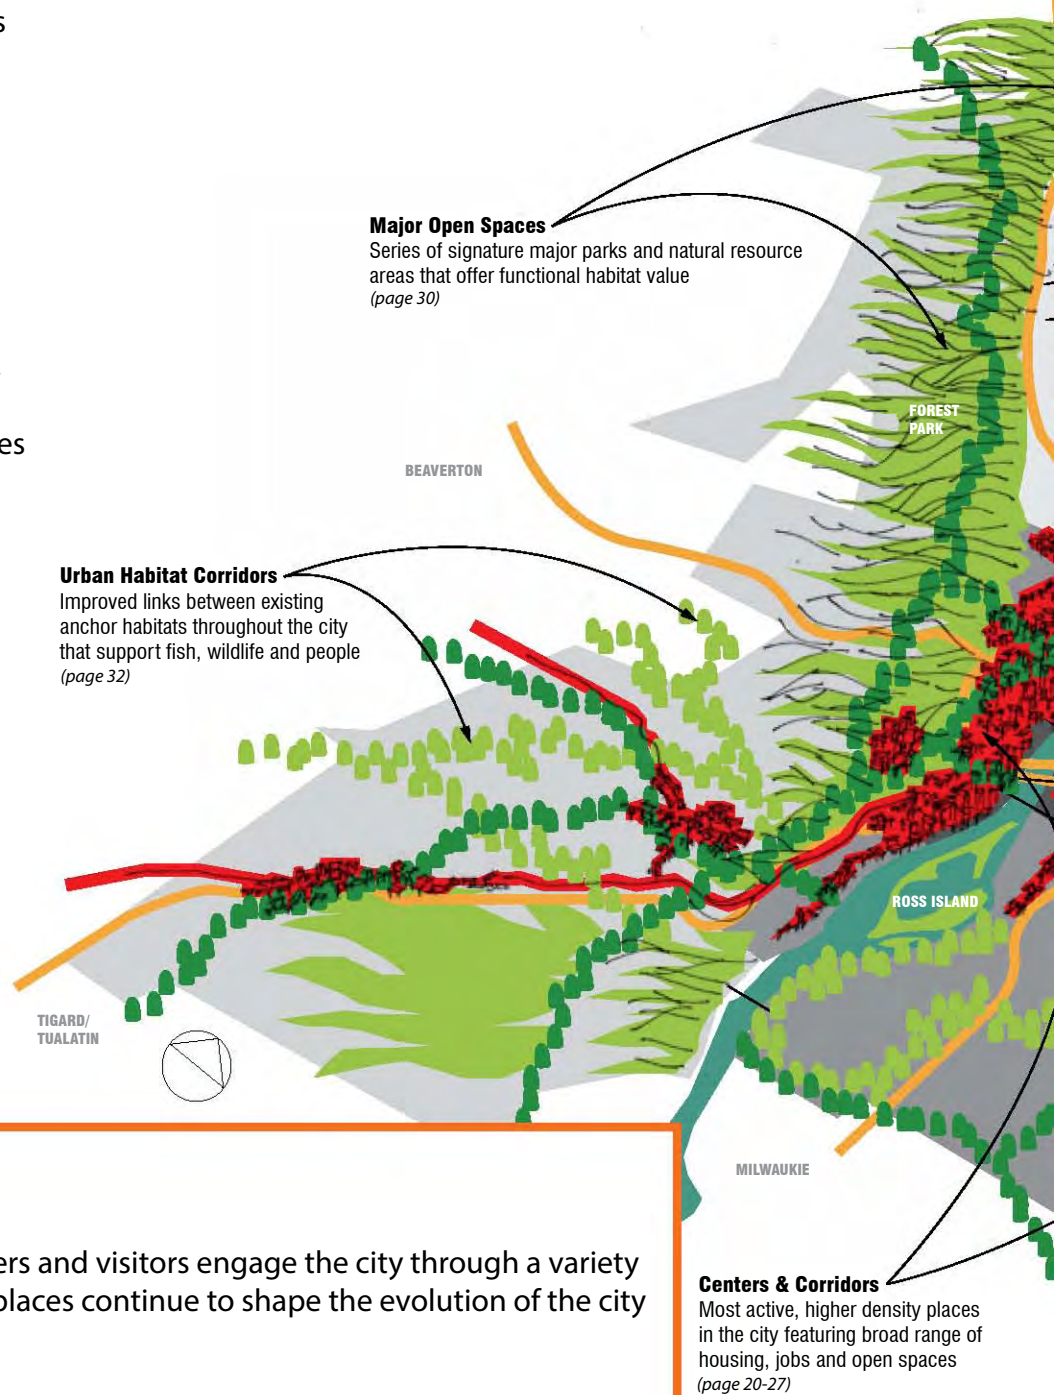 s
es
Major Open Spaces
Series of signature major parks and natural resource
areas that offer functional habitat value
(page 30)
FOREST
PARK
BEAVERTON
Urban Habitat Corridors
Improved links between existing
anchor habitats throughout the city
that support fish, wildlife and people
(page 32)
ROSS ISLAND
TIGARD/
TUALATIN
MILWAUKIE
ers and visitors engage the city through a variety
places continue to shape the evolution of the city
Centers & Corridors
Most active, higher density places
in the city featuring broad range of
housing, jobs and open spaces
(page 20-27)